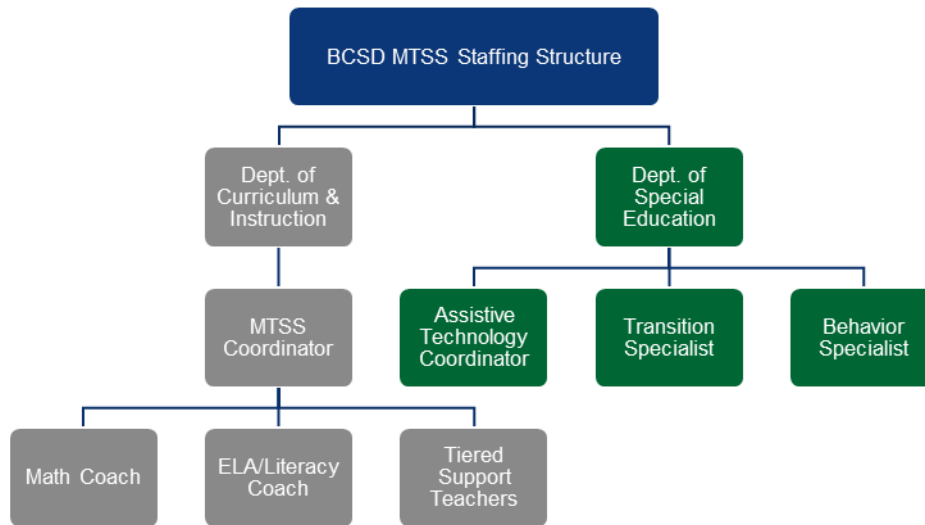 BCSD MTSS Staffing Structure
Dept. of
Curriculum &
Instruction
Dept. of
Special
Education
MTSS
Coordinator
Assistive
Technology
Coordinator
Transition
Specialist
Behavior
Specialist
Math Coach
ELA/Literacy
Coach
Tiered
Support
Teachers